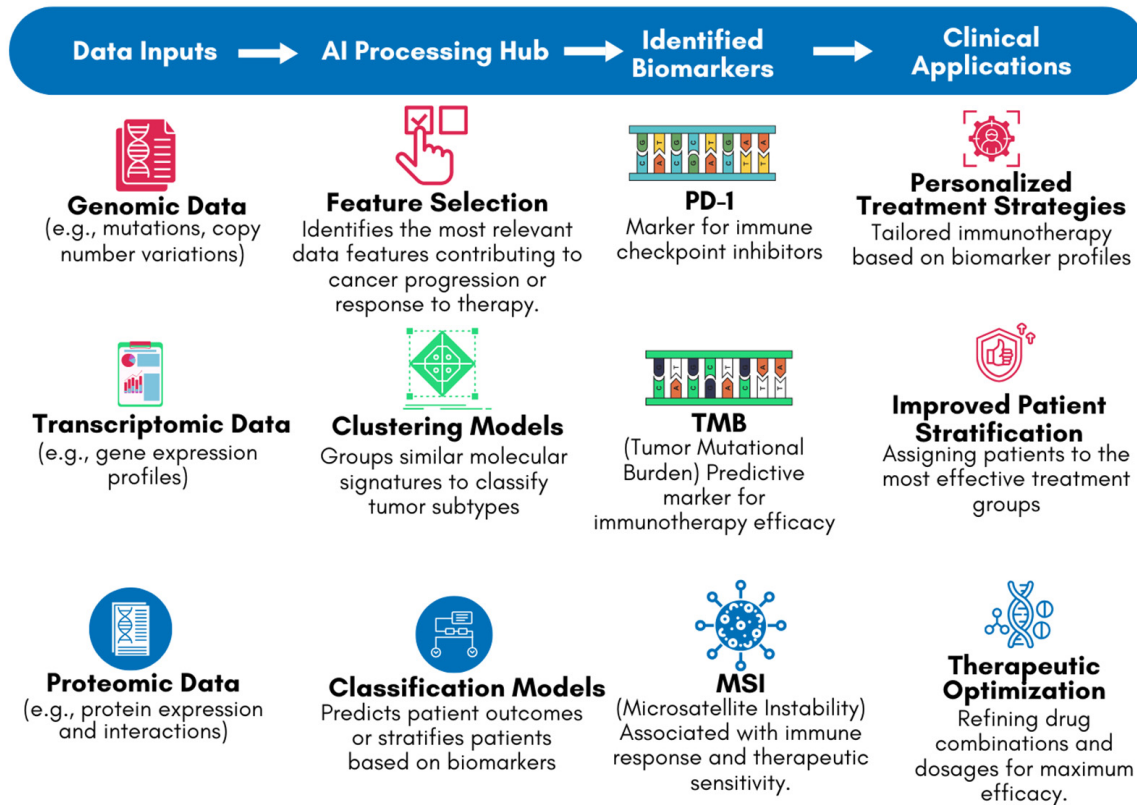 Data Inputs
AI Processing Hub
Identified
Biomarkers
Clinical
Applications
Genomic Data
(e.g., mutations, copy
number variations)
Feature Selection
Identifies the most relevant
data features contributing to
cancer progression or
response to therapy.
PD-1
Marker for immune
checkpoint inhibitors
Personalized
Treatment Strategies
Tailored immunotherapy
based on biomarker profiles
Transcriptomic Data
(e.g., gene expression
profiles)
Clustering Models
Groups similar molecular
signatures to classify
tumor subtypes
TMB
(Tumor Mutational
Burden) Predictive
marker for
immunotherapy efficacy
Improved Patient
Stratification
Assigning patients to the
most effective treatment
groups
Proteomic Data
(e.g., protein expression
and interactions)
Classification Models
Predicts patient outcomes
or stratifies patients
based on biomarkers
MSI
(Microsatellite Instability)
Associated with immune
response and therapeutic
sensitivity.
Therapeutic
Optimization
Refining drug
combinations and
dosages for maximum
efficacy.